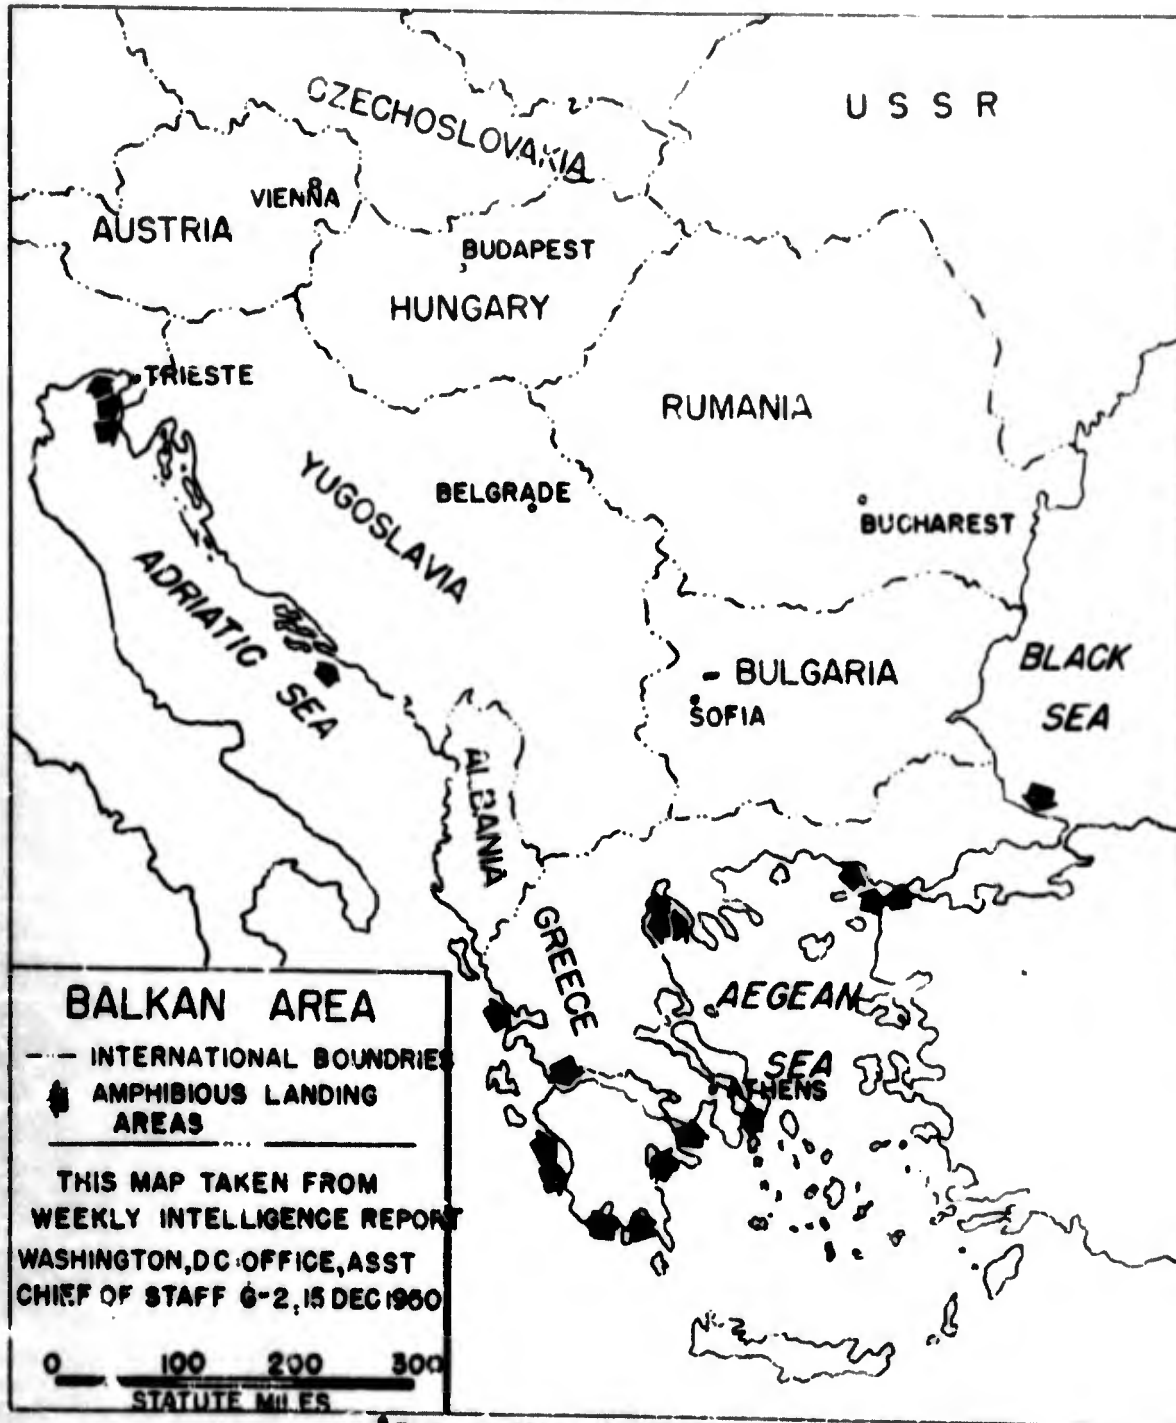 CZECHOSLOVAKIA
USSR
VIENNA
AUSTRIA
BUDAPEST
HUNGARY
TRIESTE
RUMANIA
YUGOSLAVIA
BELGRADE
BUCHAREST
ADRIATIC SEA
BULGARIA
SOFIA
BLACK
SEA
ALBANIA
GREECE
AEGEAN
SEA
ATHENS
BALKAN AREA
INTERNATIONAL BOUNDRIES
AMPHIBIOUS LANDING
AREAS
THIS MAP TAKEN FROM
WEEKLY INTELLIGENCE REPORT
WASHINGTON, DC: OFFICE, ASST
CHIEF OF STAFF G-2, 15 DEC 1960
0 100 200 300
STATUTE MILES